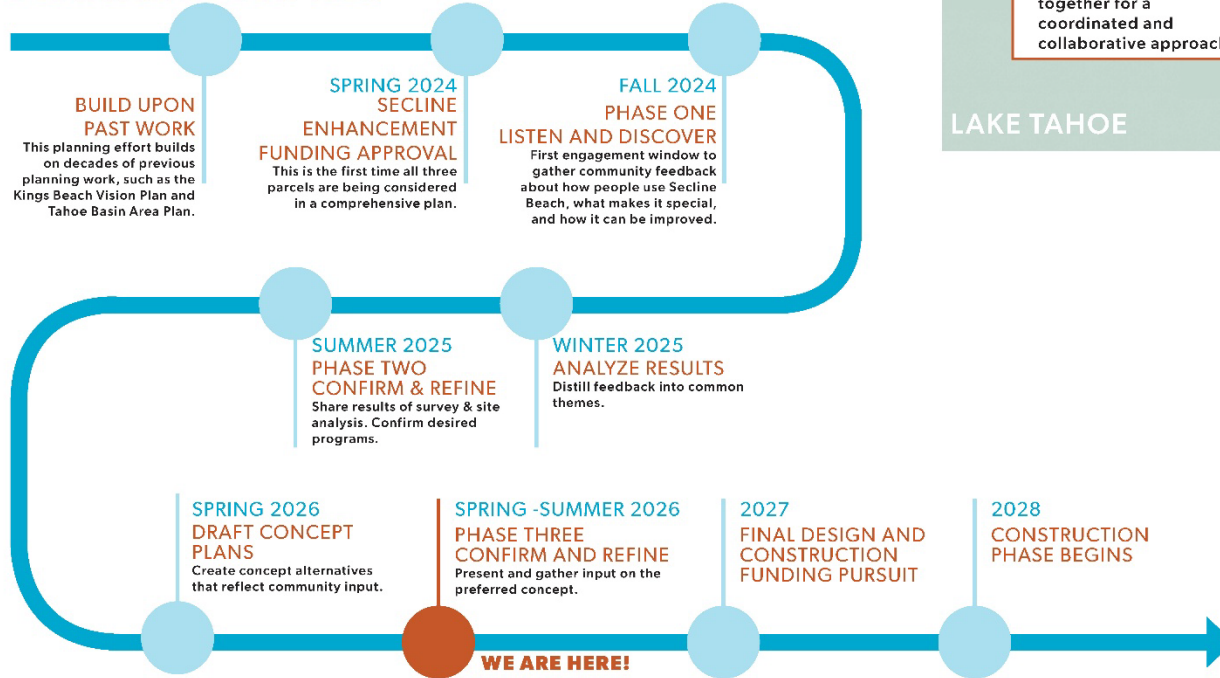 together for a
coordinated and
collaborative approach
LAKE TAHOE
BUILD UPON
PAST WORK
This planning effort builds
on decades of previous
planning work, such as the
Kings Beach Vision Plan and
Tahoe Basin Area Plan.
SPRING 2024
SECLINE
ENHANCEMENT
FUNDING APPROVAL
This is the first time all three
parcels are being considered
in a comprehensive plan.
FALL 2024
PHASE ONE
LISTEN AND DISCOVER
First engagement window to
gather community feedback
about how people use Secline
Beach, what makes it special,
and how it can be improved.
SUMMER 2025
PHASE TWO
CONFIRM & REFINE
Share results of survey & site
analysis. Confirm desired
programs.
WINTER 2025
ANALYZE RESULTS
Distill feedback into common
themes.
SPRING 2026
DRAFT CONCEPT
PLANS
Create concept alternatives
that reflect community input.
SPRING -SUMMER 2026
PHASE THREE
CONFIRM AND REFINE
Present and gather input on the
preferred concept.
2027
FINAL DESIGN AND
CONSTRUCTION
FUNDING PURSUIT
2028
CONSTRUCTION
PHASE BEGINS
WE ARE HERE!